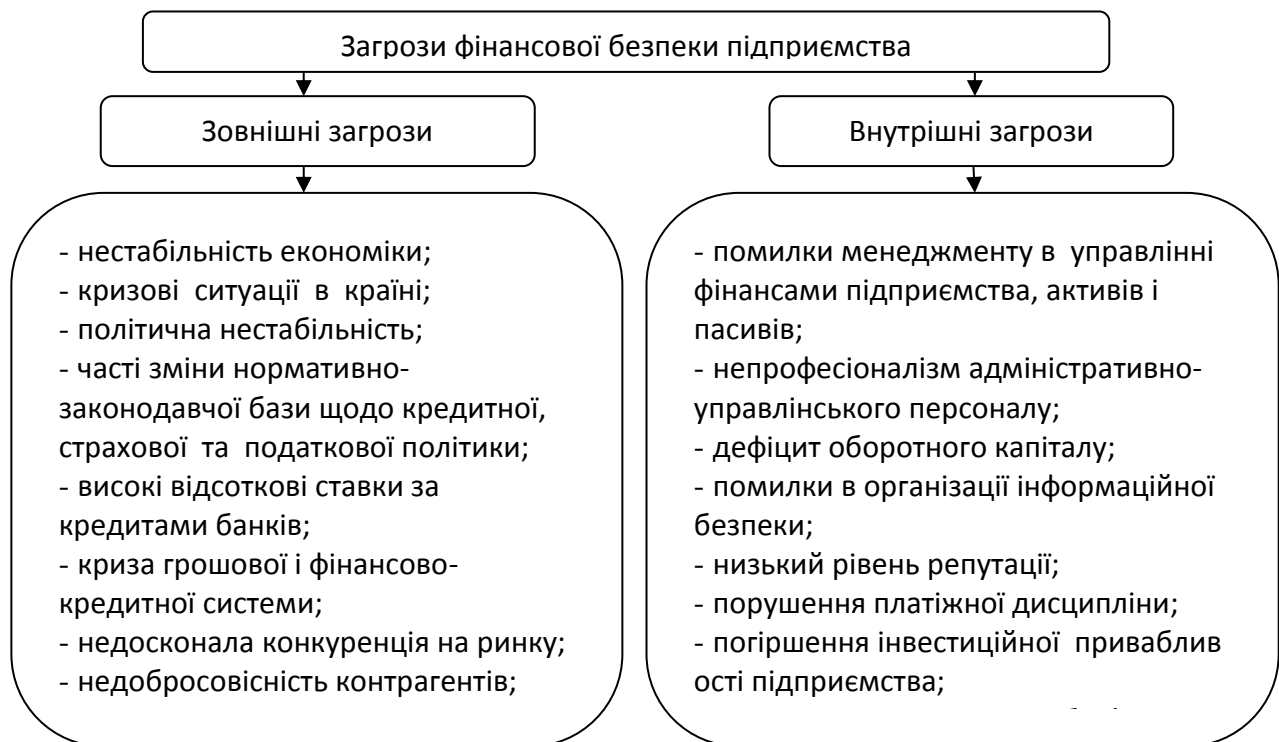 Загрози фінансової безпеки підприємства
Зовнішні загрози
Внутрішні загрози
- нестабільність економіки;
- кризові ситуації в країні;
- політична нестабільність;
- часті зміни нормативно-
законодавчої бази щодо кредитної,
страхової та податкової політики;
- високі відсоткові ставки за
кредитами банків;
- криза грошової і фінансово-
кредитної системи;
- недосконала конкуренція на ринку;
- недобросовісність контрагентів;
- помилки менеджменту в управлінні
фінансами підприємства, активів і
пасивів;
- непрофесіоналізм адміністративно-
управлінського персоналу;
- дефіцит оборотного капіталу;
- помилки в організації інформаційної
безпеки;
- низький рівень репутації;
- порушення платіжної дисципліни;
- погіршення інвестиційної приваблив
ості підприємства;